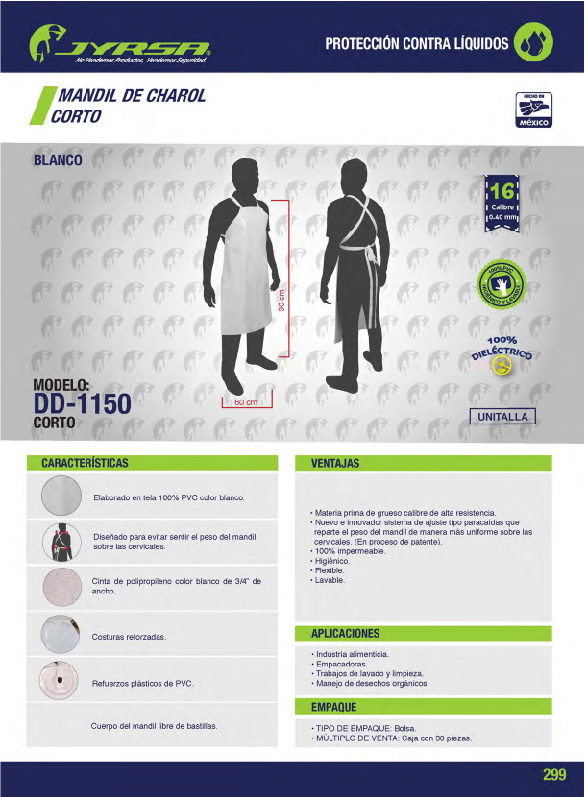 JYRSA®
No Vendemos Productos, Vendemos Seguridad
PROTECCIÓN CONTRA LÍQUIDOS
MANDIL DE CHAROL
CORTO
HECHO EN
MÉXICO
BLANCO
16
Calibre
0.40 mm
100% PVC
90 cm
100%
DIELÉCTRICO
MODELO:
DD-1150
CORTO
60 cm
UNITALLA
CARACTERÍSTICAS
Elaborado en tela 100% PVC color blanco.
Diseñado para evitar sentir el peso del mandil
sobre las cervicales.
Cinta de polipropileno color blanco de 3/4" de
ancho.
Costuras reforzadas.
Refuerzos plásticos de PVC.
Cuerpo del mandil libre de bastillas.
VENTAJAS
• Materia prima de grueso calibre de alta resistencia.
• Nuevo e innovador sistema de ajuste tipo paracaídas que
reparte el peso del mandil de manera más uniforme sobre las
cervicales. (En proceso de patente).
• 100% impermeable.
• Higiénico.
• Flexible.
• Lavable.
APLICACIONES
• Industria alimenticia.
• Empacadoras.
• Trabajos de lavado y limpieza.
• Manejo de desechos orgánicos
EMPAQUE
• TIPO DE EMPAQUE: Bolsa.
• MÚLTIPLO DE VENTA: Caja con 30 piezas.
299